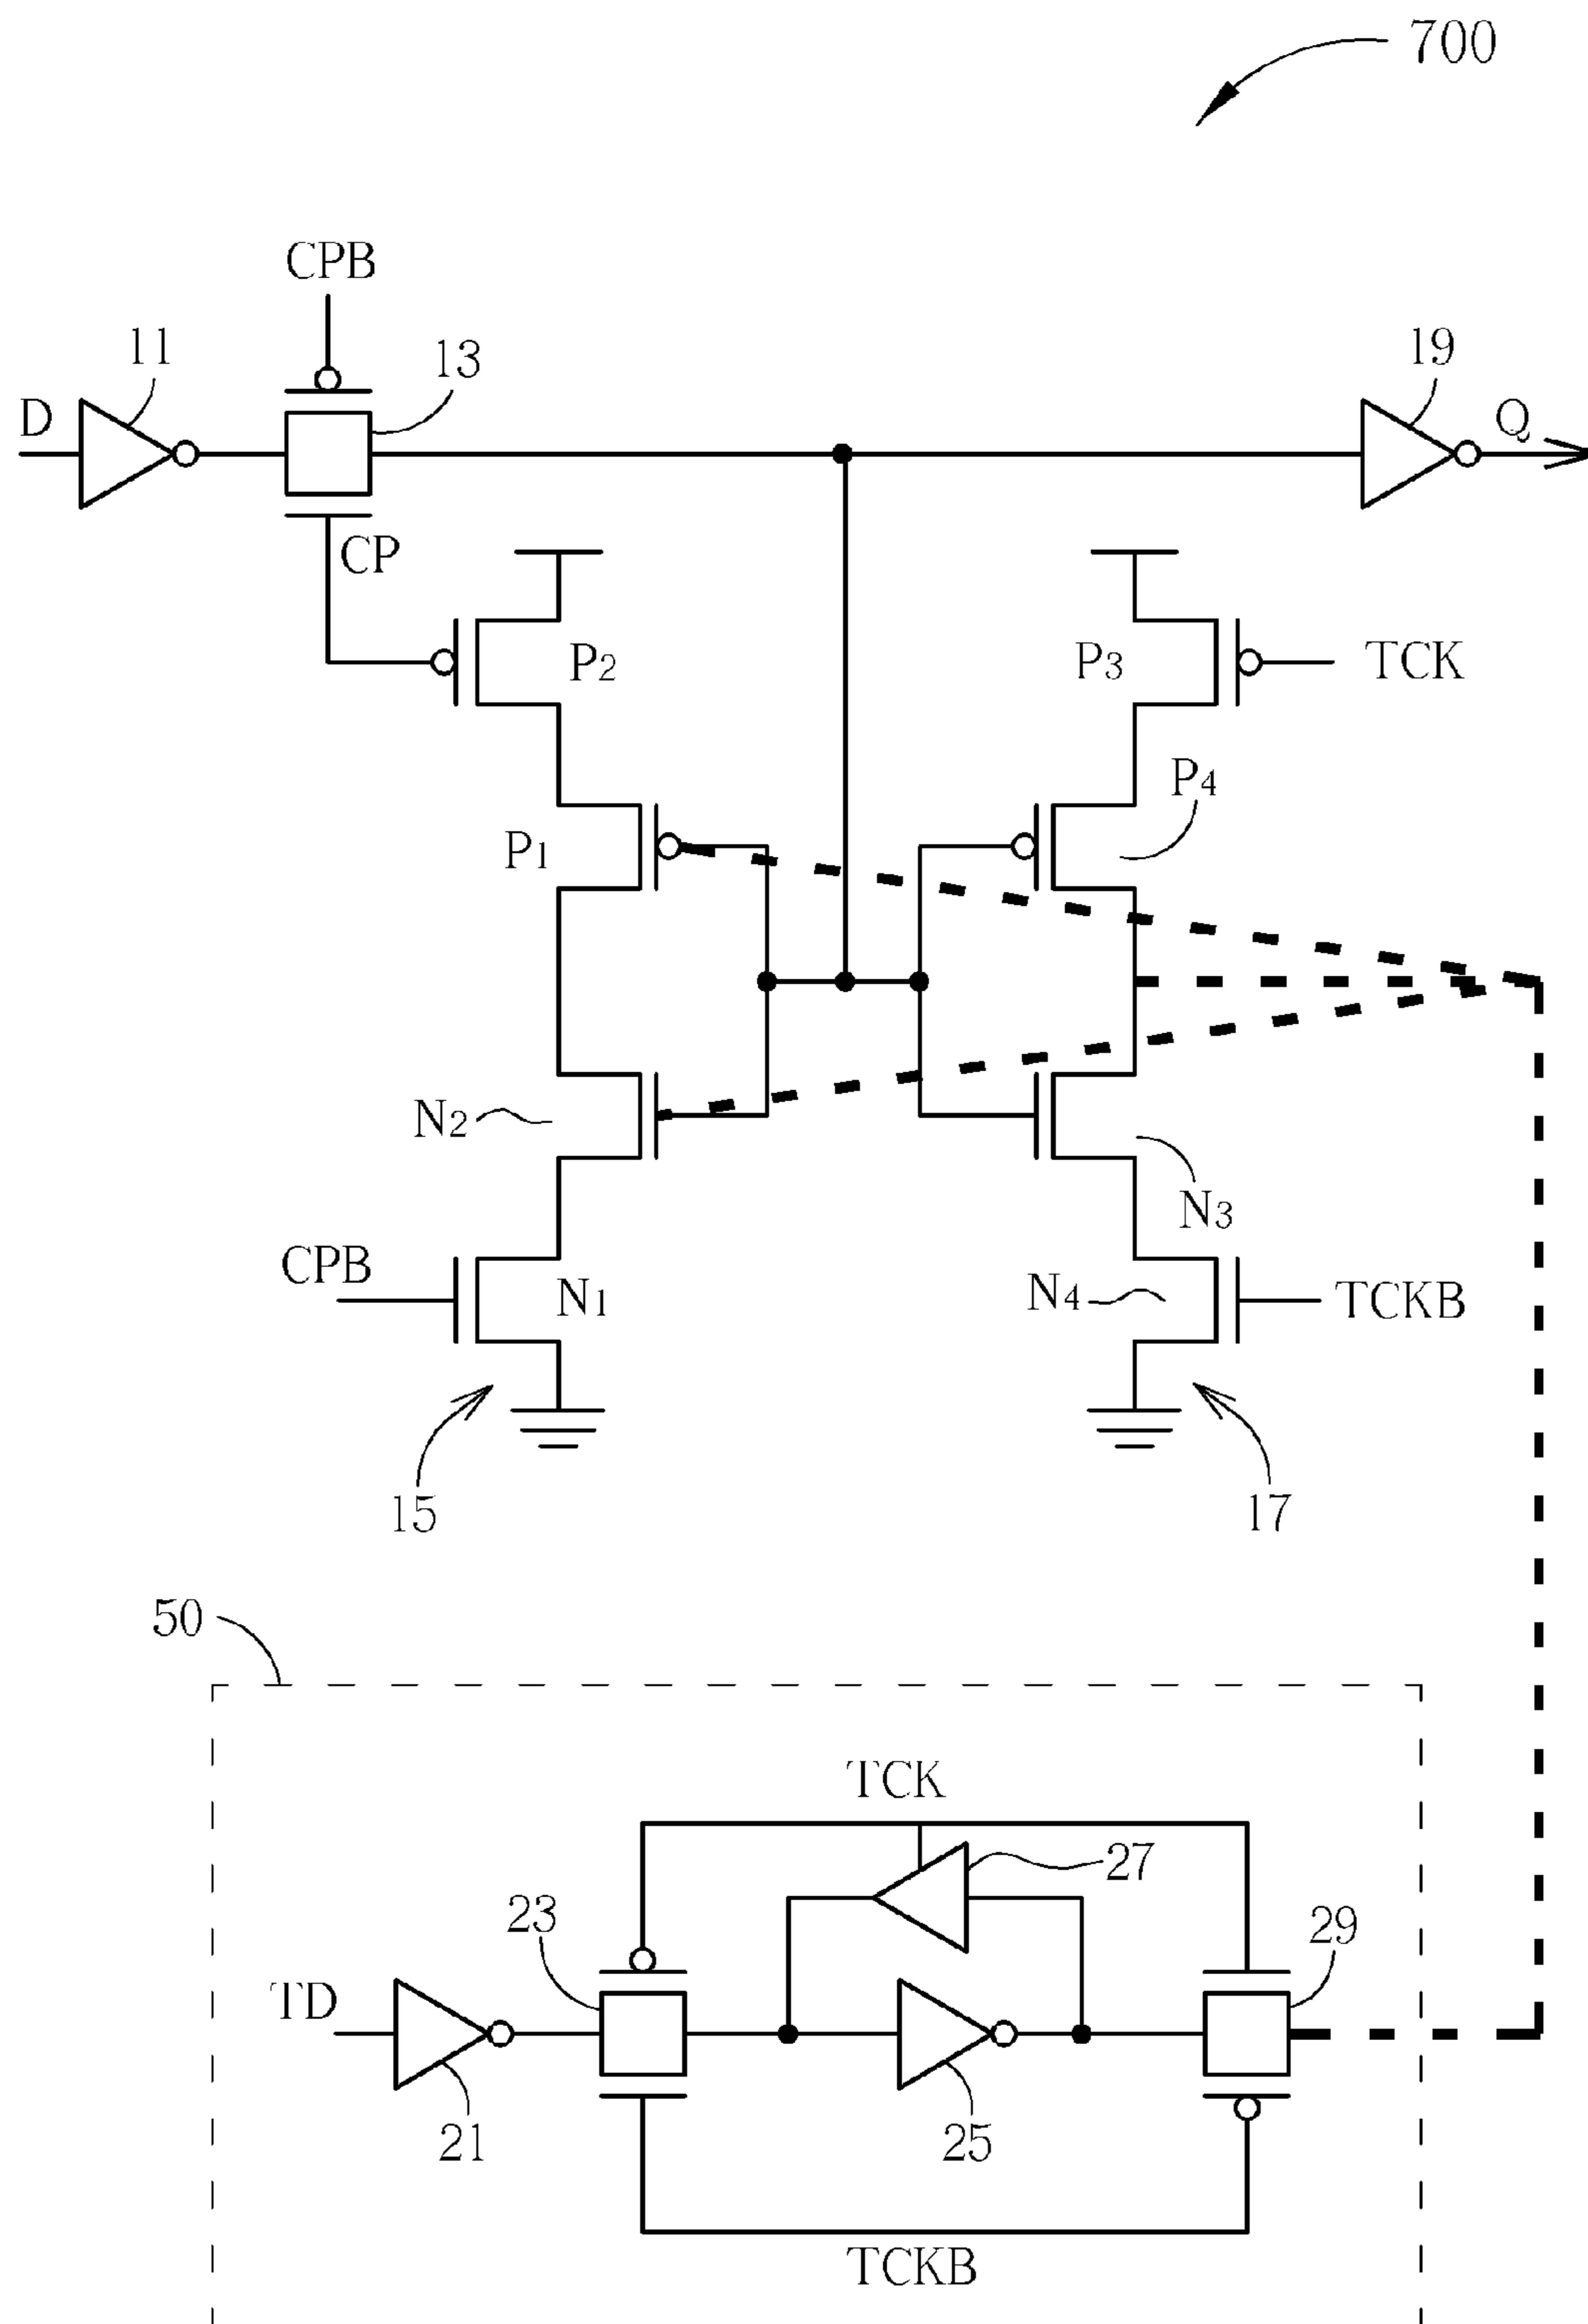 700
CPB
11
13
19
D
Q
CP
P2
P3
TCK
P4
P1
N2
N3
CPB
N1
N4
TCKB
15
17
50
TCK
27
23
29
TD
21
25
TCKB